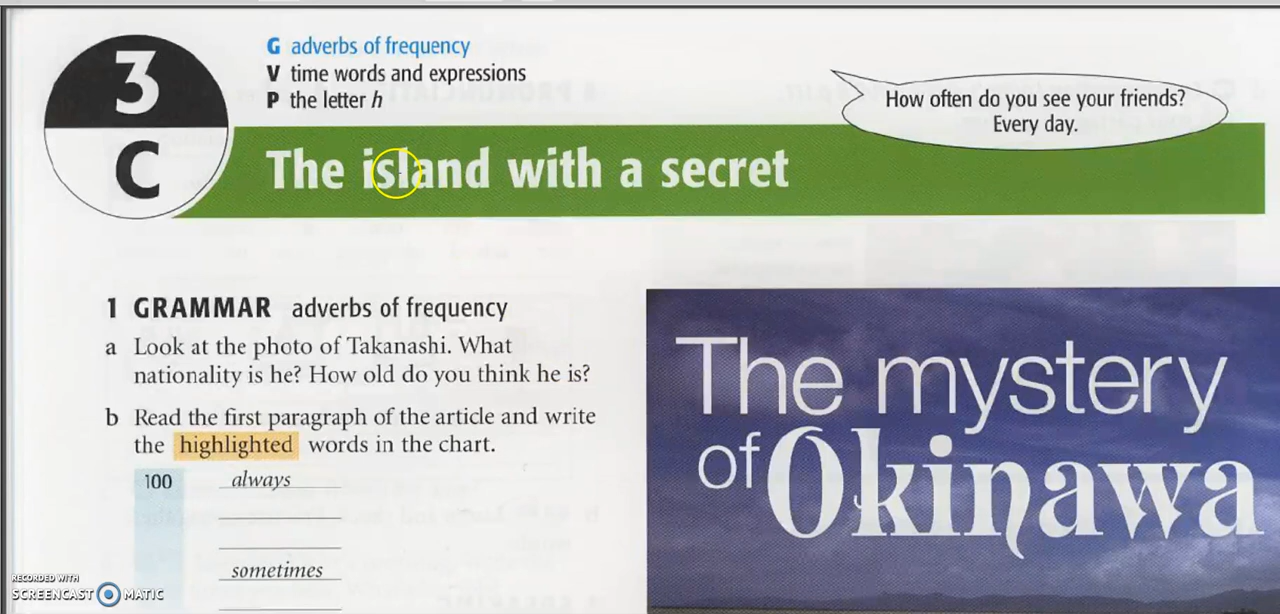 3
C
G adverbs of frequency
V time words and expressions
P the letter h
How often do you see your friends?
Every day.
The island with a secret
1 GRAMMAR adverbs of frequency
a Look at the photo of Takanashi. What
nationality is he? How old do you think he is?
b Read the first paragraph of the article and write
the highlighted words in the chart.
100 always
sometimes
The mystery
of Okinawa
RECORDED WITH
SCREENCAST MATIC